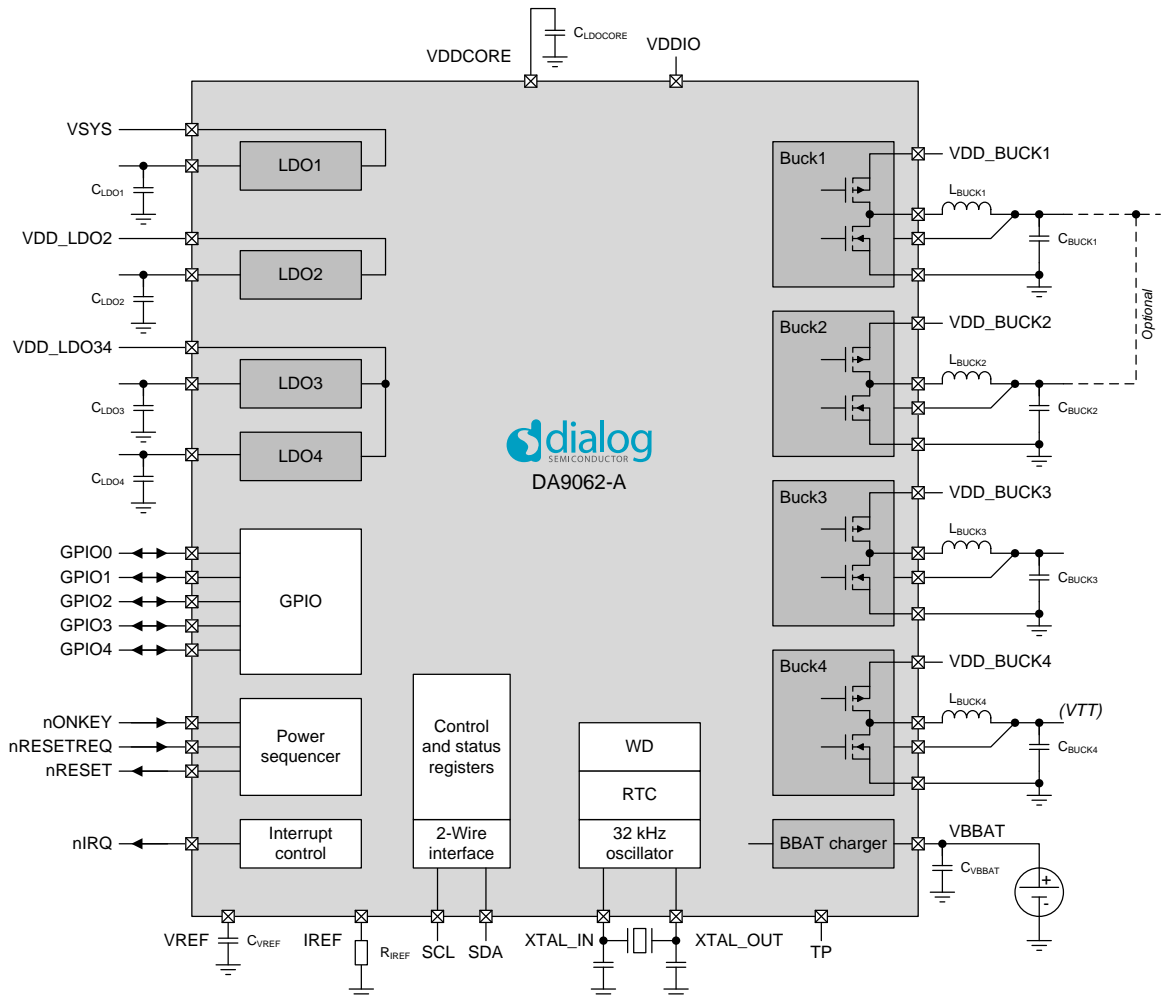 VDDCORE
CLDOCORE
VDDIO
VSYS
LDO1
CLDO1
VDD_LDO2
LDO2
CLDO2
VDD_LDO34
LDO3
CLDO3
LDO4
CLDO4
GPIO0
GPIO1
GPIO2
GPIO3
GPIO4
GPIO
nONKEY
nRESETREQ
nRESET
Power
sequencer
nIRQ
Interrupt
control
Control
and status
registers
2-Wire
interface
WD
RTC
32 kHz
oscillator
dialog
SEMICONDUCTOR
DA9062-A
Buck1
VDD_BUCK1
LBUCK1
CBUCK1
Optional
Buck2
VDD_BUCK2
LBUCK2
CBUCK2
Buck3
VDD_BUCK3
LBUCK3
CBUCK3
Buck4
VDD_BUCK4
LBUCK4
(VTT)
CBUCK4
BBAT charger
VBBAT
CVBBAT
+
-
VREF
CVREF
IREF
RIREF
SCL
SDA
XTAL_IN
XTAL_OUT
TP